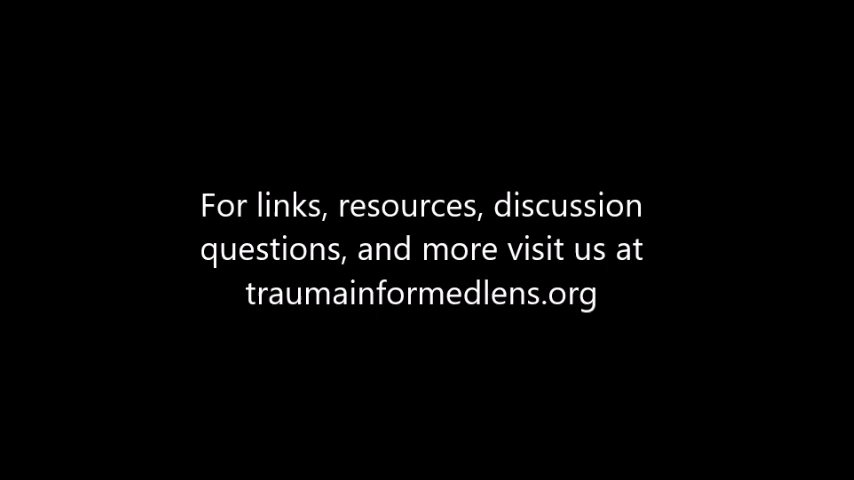 For links, resources, discussion
questions, and more visit us at
traumainformedlens.org